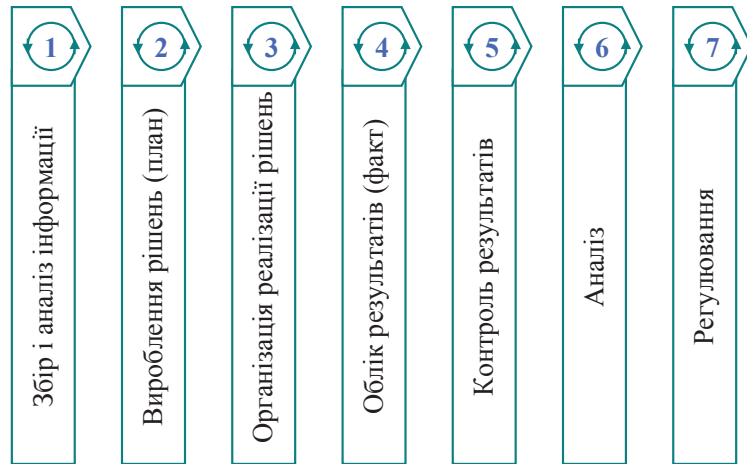 1
Збір і аналіз інформації
2
Вироблення рішень (план)
3
Організація реалізації рішень
4
Облік результатів (факт)
5
Контроль результатів
6
Аналіз
7
Регулювання